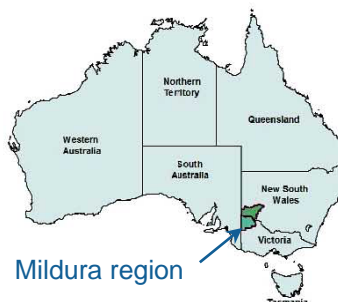 Northern
Territory
Queensland
Western
Australia
South
Australia
New South
Wales
Victoria
Mildura region
Tasmania